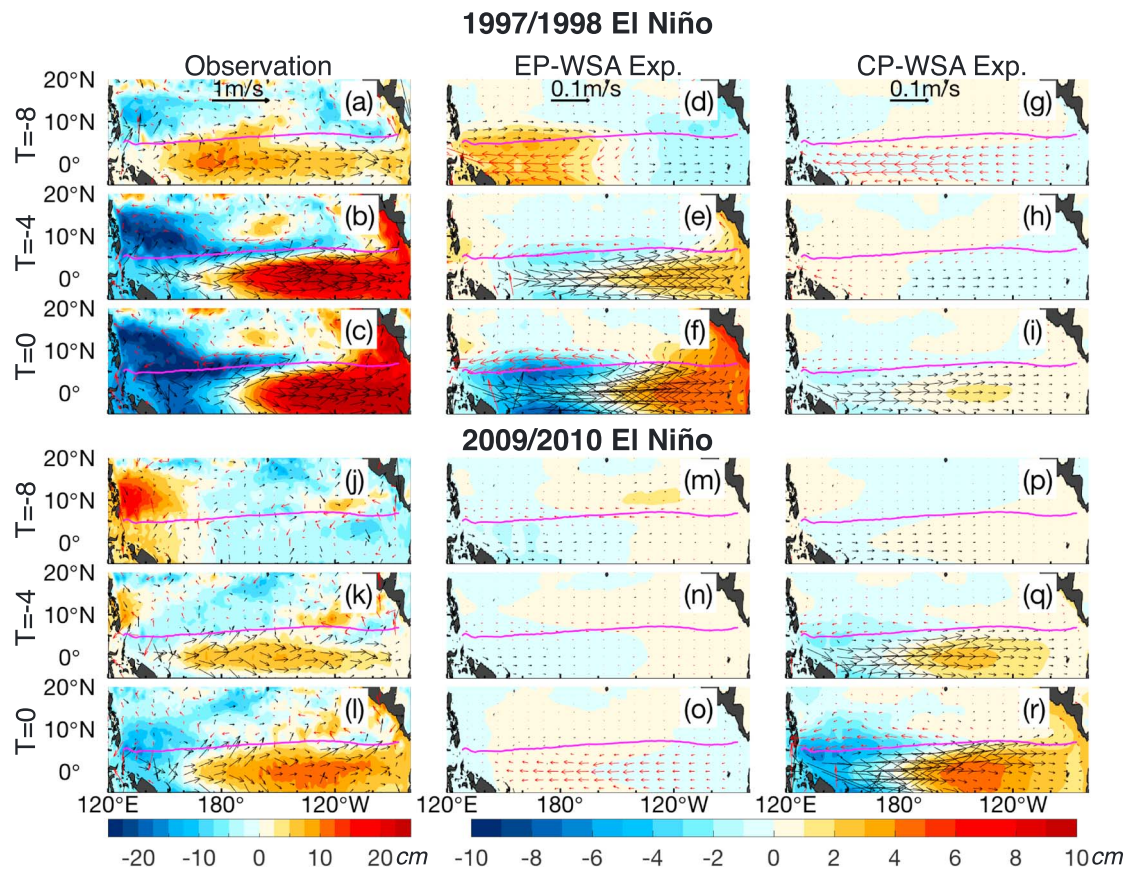 1997/1998 El Niño
Observation EP-WSA Exp. CP-WSA Exp.
20°N 1m/s (a) 0.1m/s (d) 0.1m/s (g)
T=-8 10°N
0°
20°N (b) (e) (h)
T=-4 10°N
0°
20°N (c) (f) (i)
T=0 10°N
0°
2009/2010 El Niño
20°N (j) (m) (p)
T=-8 10°N
0°
20°N (k) (n) (q)
T=-4 10°N
0°
20°N (l) (o) (r)
T=0 10°N
0°
120°E 180° 120°W 120°E 180° 120°W 120°E 180° 120°W
-20 -10 0 10 20 cm -10 -8 -6 -4 -2 0 2 4 6 8 10 cm